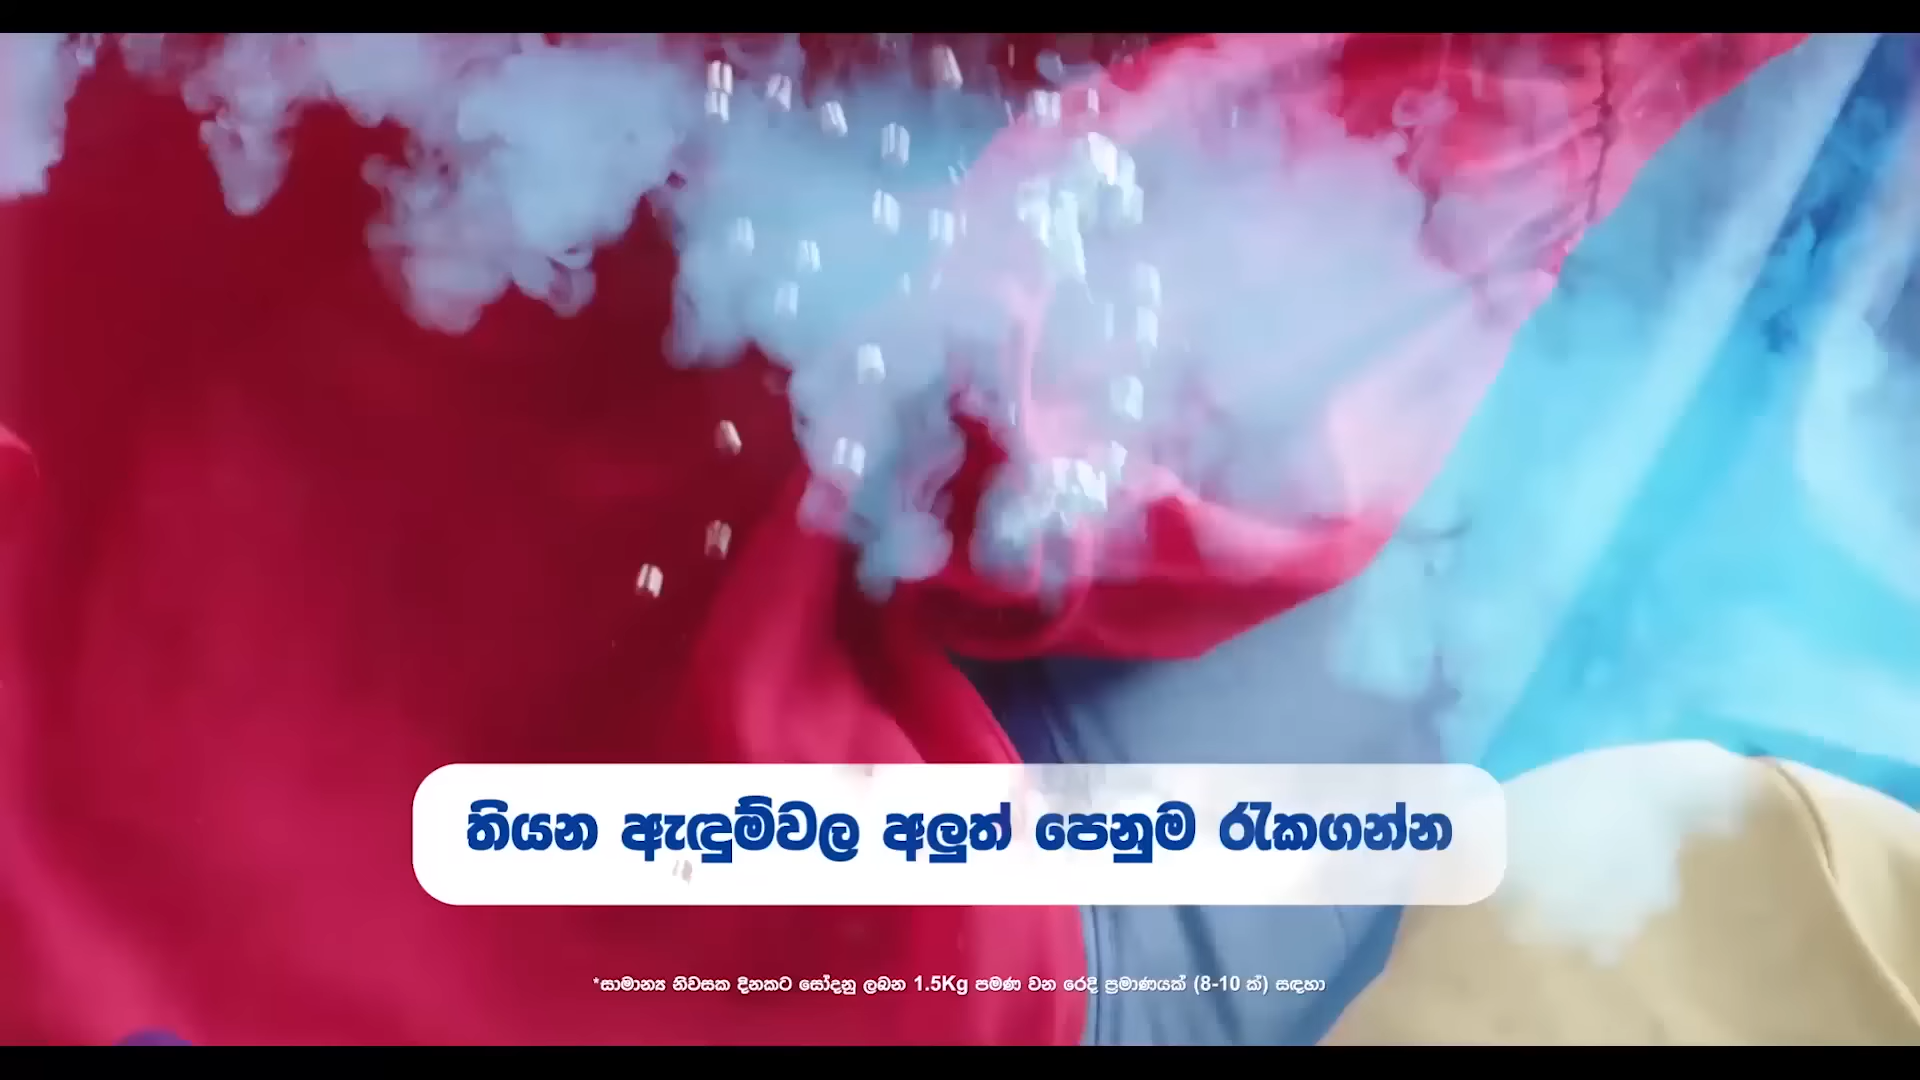 තියන ඇඳුම්වල අලුත් පෙනුම රැකගන්න
*සාමාන්‍ය නිවසක දිනකට සෝදනු ලබන 1.5Kg පමණ වන රෙදි ප්‍රමාණයක් (8-10 ක්) සඳහා